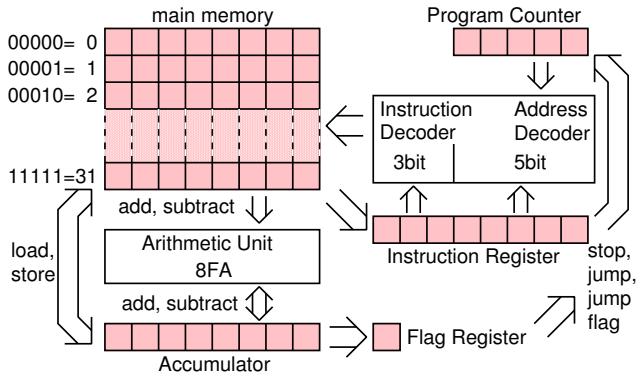 main memory
Program Counter
00000= 0
00001= 1
00010= 2
11111=31
Instruction
Decoder
3bit
Address
Decoder
5bit
add, subtract
Arithmetic Unit
8FA
add, subtract
load,
store
Instruction Register
stop,
jump,
jump
flag
Flag Register
Accumulator